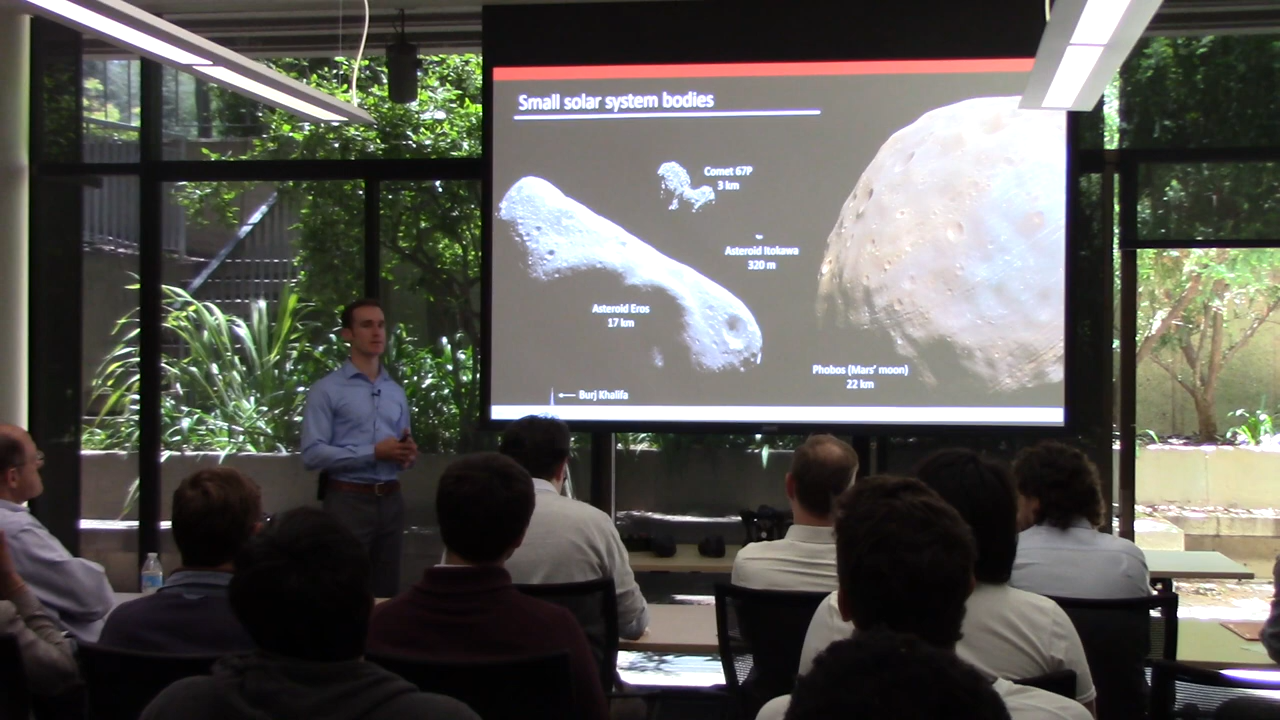 Small solar system bodies
Comet 67P
3 km
Asteroid Itokawa
320 m
Asteroid Eros
17 km
Phobos (Mars' moon)
22 km
Burj Khalifa